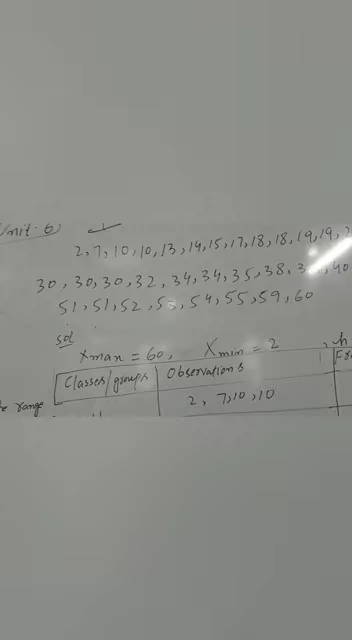 Unit: 6
2, 7, 10, 10, 13, 14, 15, 17, 18, 18, 19, 19,
30, 30, 30, 32, 34, 34, 35, 38, 40
51, 51, 52, 53, 54, 55, 59, 60
sol
Xmax = 60, Xmin = 2
Classes/groups Observations
range 2, 7, 10, 10